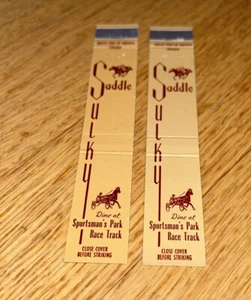 Saddle
Sulky
Dine at
Sportsman's Park
Race Track
CLOSE COVER
BEFORE STRIKING
Saddle
Sulky
Dine at
Sportsman's Park
Race Track
CLOSE COVER
BEFORE STRIKING